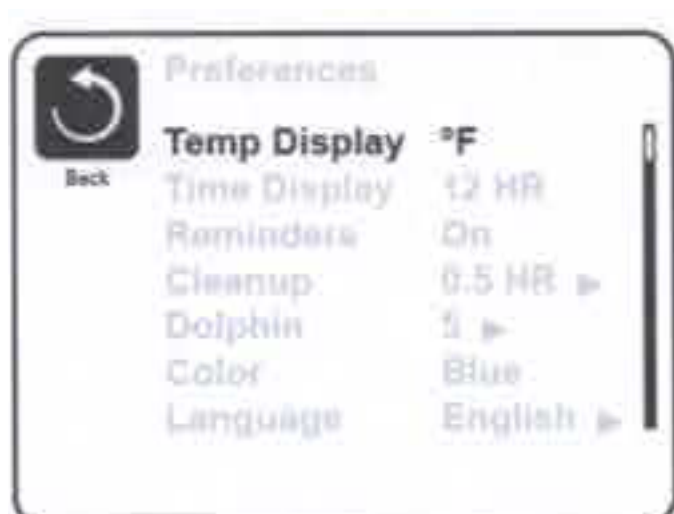 Preferences
Temp Display °F
Back
Time Display 12 HR
Reminders On
Cleanup 0.5 HR ▶
Dolphin 5 ▶
Color Blue
Language English ▶